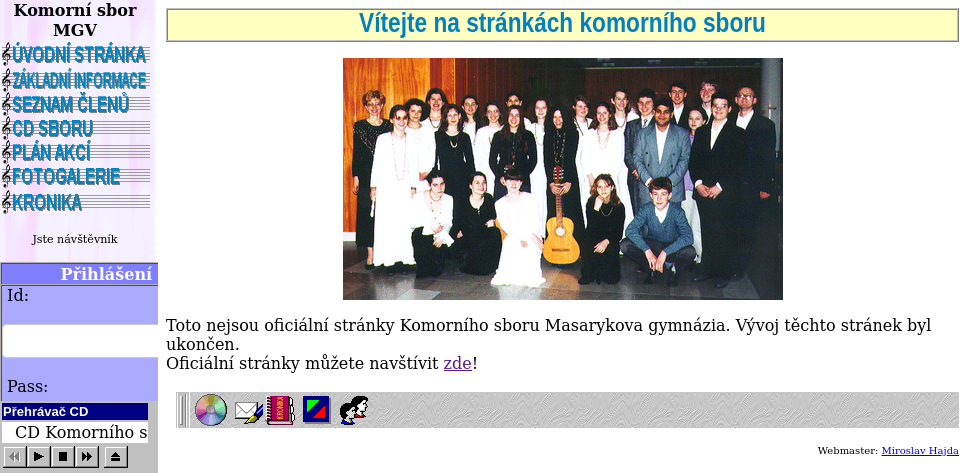 Komorní sbor
MGV
ÚVODNÍ STRÁNKA
ZÁKLADNÍ INFORMACE
SEZNAM ČLENŮ
CD SBORU
PLÁN AKCÍ
FOTOGALERIE
KRONIKA
Jste návštěvník
Přihlášení
Id:
Pass:
Přehrávač CD
CD Komorního s
Vítejte na stránkách komorního sboru
Toto nejsou oficiální stránky Komorního sboru Masarykova gymnázia. Vývoj těchto stránek byl
ukončen.
Oficiální stránky můžete navštívit zde!
Webmaster: Miroslav Hajda